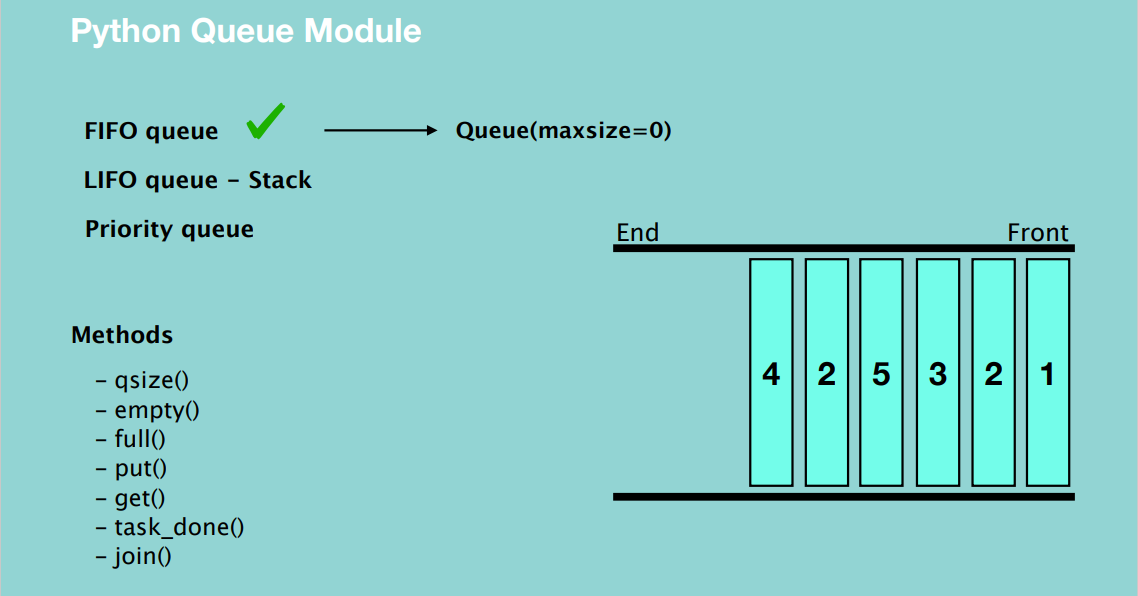 Python Queue Module
FIFO queue
Queue(maxsize=0)
LIFO queue – Stack
Priority queue
End
Front
4 2 5 3 2 1
Methods
– qsize()
– empty()
– full()
– put()
– get()
– task_done()
– join()